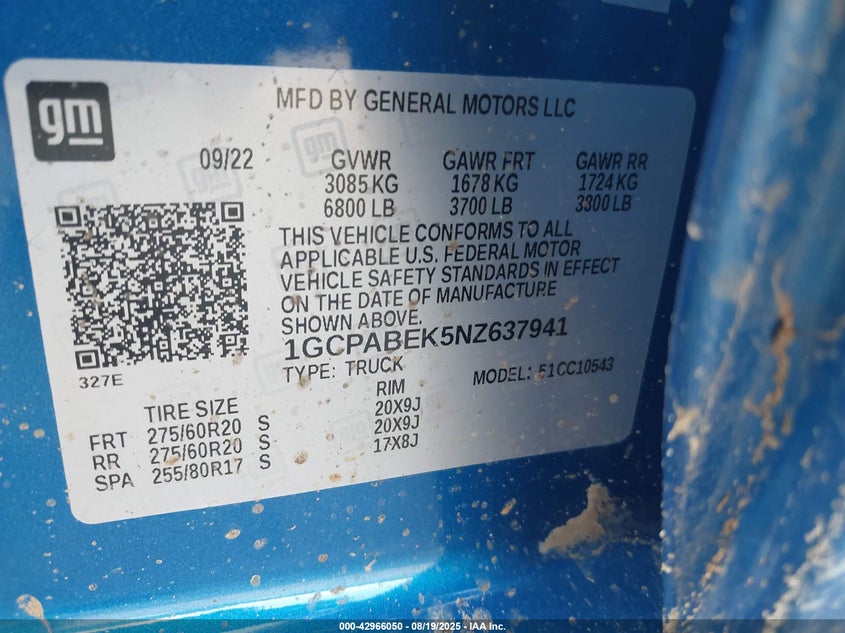 gm
MFD BY GENERAL MOTORS LLC
09/22 GVWR GAWR FRT GAWR RR
3085 KG 1678 KG 1724 KG
6800 LB 3700 LB 3800 LB
THIS VEHICLE CONFORMS TO ALL
APPLICABLE U.S. FEDERAL MOTOR
VEHICLE SAFETY STANDARDS IN EFFECT
ON THE DATE OF MANUFACTURE
SHOWN ABOVE.
1GCPABEK5NZ637941
TYPE: TRUCK MODEL: 51CC10543
327E
TIRE SIZE RIM
FRT 275/60R20 S 20X9J
RR 275/60R20 S 20X9J
SPA 255/80R17 S 17X8J
000-42966050 - 08/19/2025 - IAAI.COM